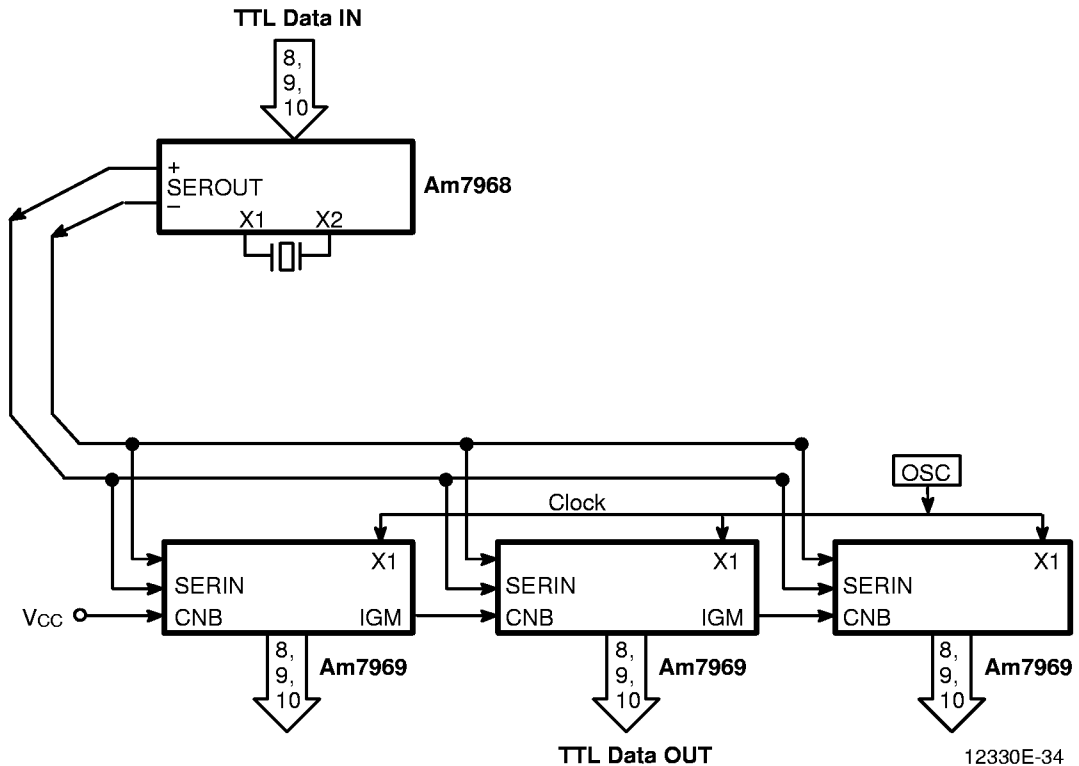 TTL Data IN
8,
9,
10
+
SEROUT
–
X1 X2
Am7968
OSC
Clock
X1
SERIN
CNB IGM
X1
SERIN
CNB IGM
X1
SERIN
CNB
VCC
8,
9,
10
Am7969
8,
9,
10
Am7969
8,
9,
10
Am7969
TTL Data OUT
12330E-34